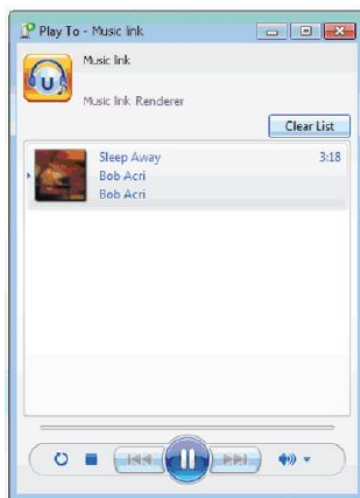 Play To - Music link
Music link
Music link Renderer
Clear List
Sleep Away 3:18
Bob Acri
Bob Acri